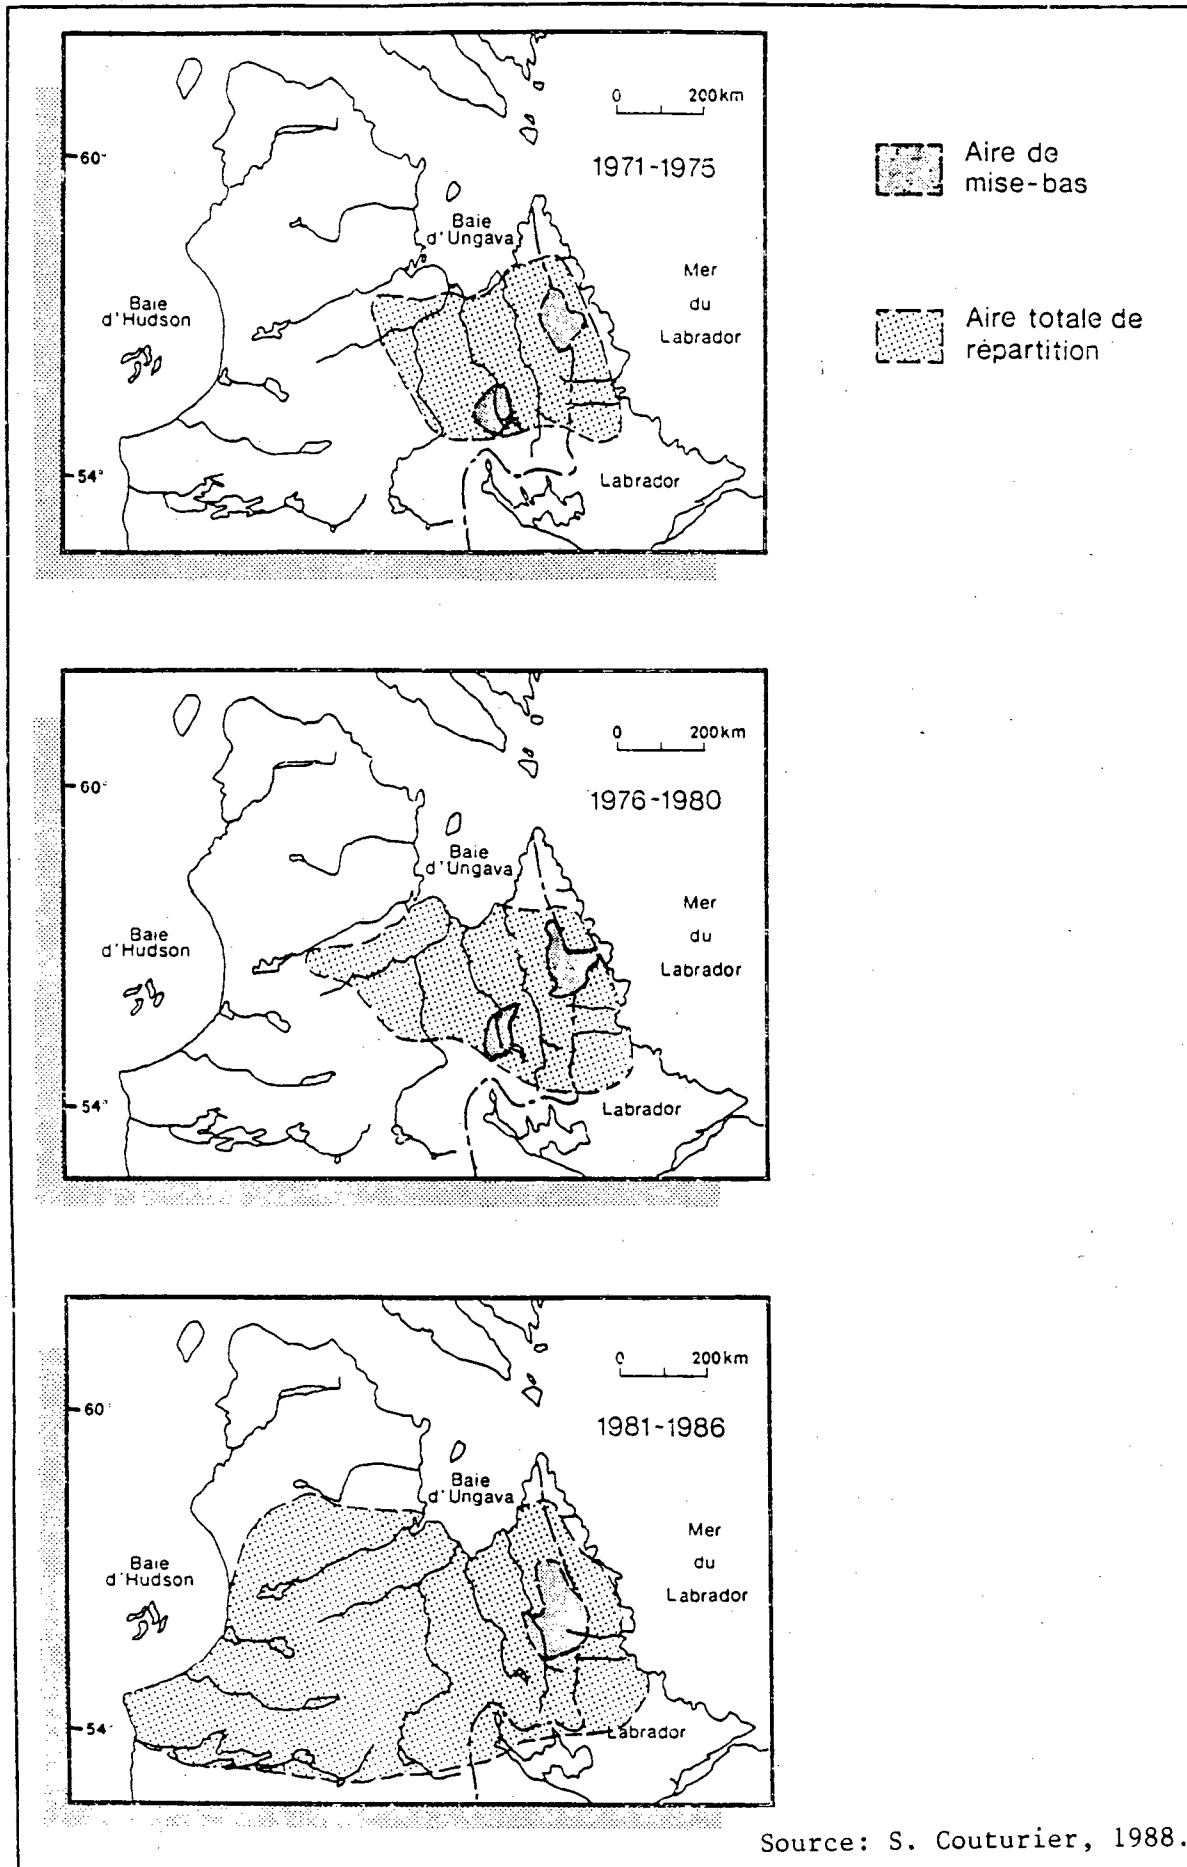 0 200km
60°
1971-1975
Baie
d'Ungava
Baie
d'Hudson
Mer
du
Labrador
54°
Labrador
Aire de
mise-bas
Aire totale de
répartition
0 200km
60°
1976-1980
Baie
d'Ungava
Baie
d'Hudson
Mer
du
Labrador
54°
Labrador
0 200km
60°
1981-1986
Baie
d'Ungava
Baie
d'Hudson
Mer
du
Labrador
54°
Labrador
Source: S. Couturier, 1988.